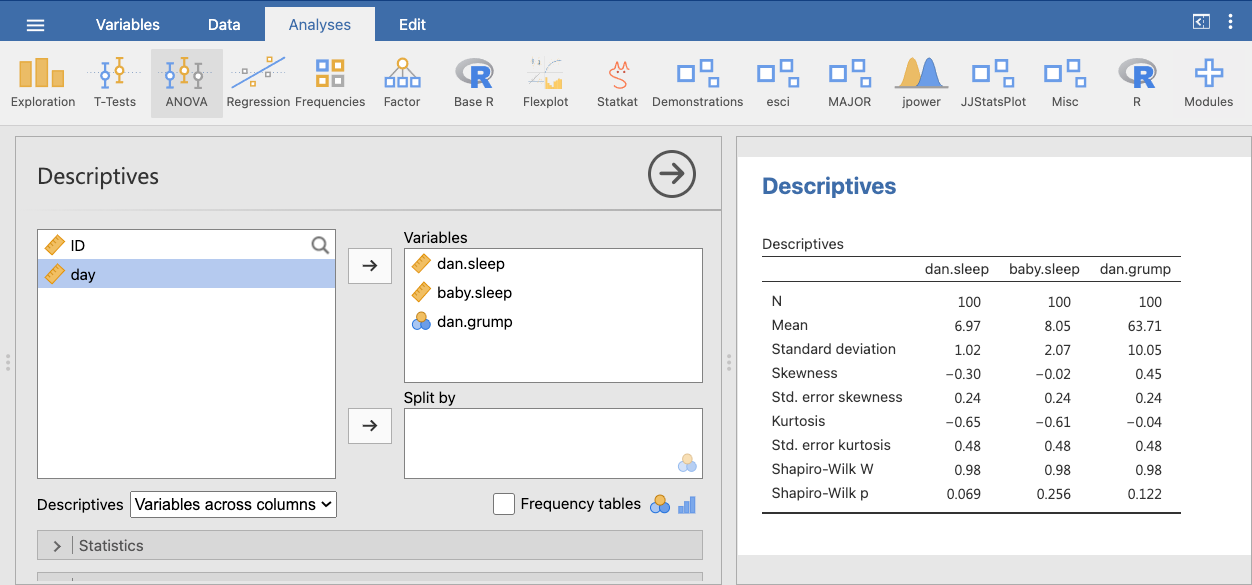 Variables Data Analyses Edit
Exploration T-Tests ANOVA Regression Frequencies Factor Base R Flexplot Statkat Demonstrations esci MAJOR jpower JJStatsPlot Misc R Modules
Descriptives
ID
day
Variables
dan.sleep
baby.sleep
dan.grump
Split by
Descriptives Variables across columns Frequency tables
Statistics
Descriptives
Descriptives
dan.sleep baby.sleep dan.grump
N 100 100 100
Mean 6.97 8.05 63.71
Standard deviation 1.02 2.07 10.05
Skewness −0.30 −0.02 0.45
Std. error skewness 0.24 0.24 0.24
Kurtosis −0.65 −0.61 −0.04
Std. error kurtosis 0.48 0.48 0.48
Shapiro-Wilk W 0.98 0.98 0.98
Shapiro-Wilk p 0.069 0.256 0.122